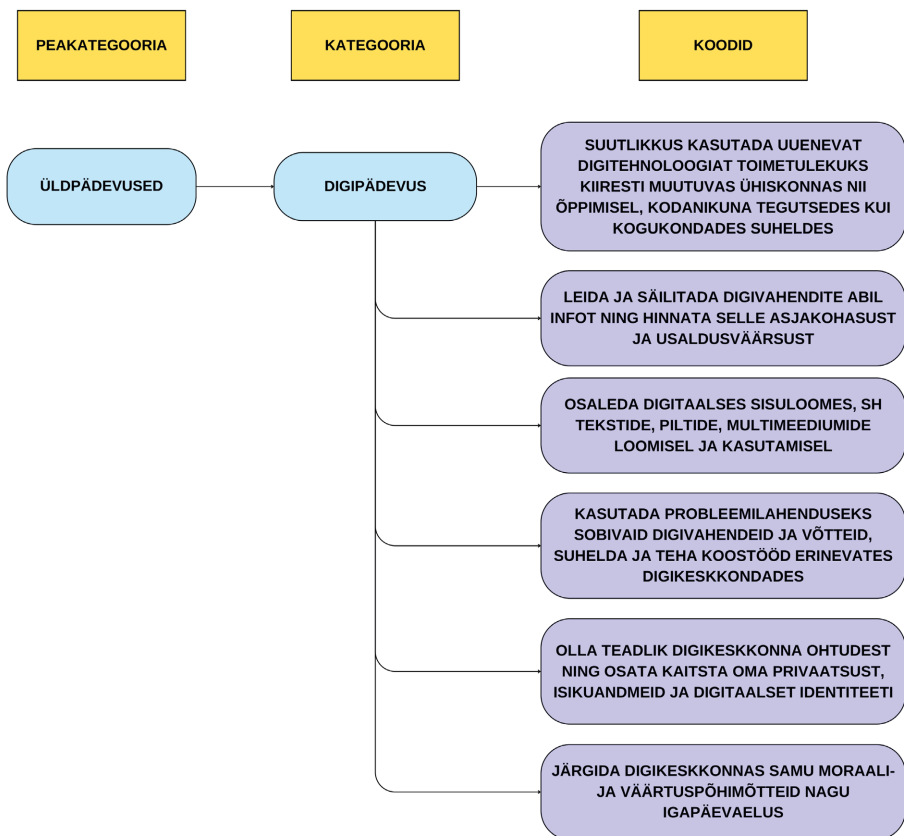 PEAKATEGOORIA
KATEGOORIA
KOODID
ÜLDPÄDEVUSED
DIGIPÄDEVUS
SUUTLIKKUS KASUTADA UUENEVAT
DIGITEHNOLOOGIAT TOIMETULEKUKS
KIIRESTI MUUTUVAS ÜHISKONNAS NII
ÕPPIMISEL, KODANIKUNA TEGUTSEDES KUI
KOGUKONDADES SUHELDES
LEIDA JA SÄILITADA DIGIVAHENDITE ABIL
INFOT NING HINNATA SELLE ASJAKOHASUST
JA USALDUSVÄÄRSUST
OSALEDA DIGITAALSES SISULOOMES, SH
TEKSTIDE, PILTIDE, MULTIMEEDIUMIDE
LOOMISEL JA KASUTAMISEL
KASUTADA PROBLEEMILAHENDUSEKS
SOBIVAID DIGIVAHENDEID JA VÕTTEID,
SUHELDA JA TEHA KOOSTÖÖD ERINEVATES
DIGIKESKKONDADES
OLLA TEADLIK DIGIKESKKONNA OHTUDEST
NING OSATA KAITSTA OMA PRIVAATSUST,
ISIKUANDMEID JA DIGITAALSET IDENTITEETI
JÄRGIDA DIGIKESKKONNAS SAMU MORAALI-
JA VÄÄRTUSPÕHIMÕTTEID NAGU
IGAPÄEVAELUS